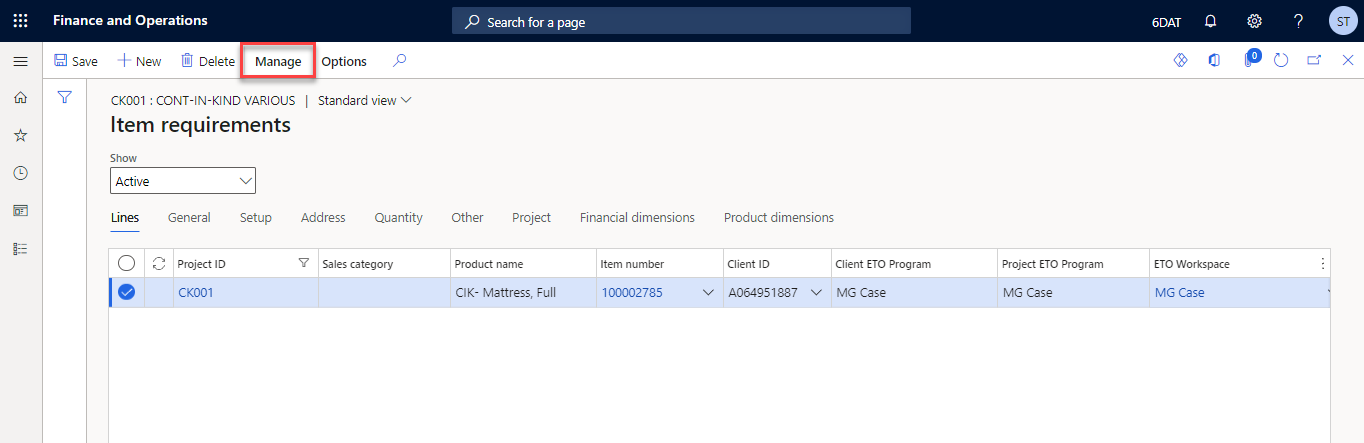 Finance and Operations
Search for a page
6DAT
?
ST
Save
New
Delete
Manage
Options
0
CK001 : CONT-IN-KIND VARIOUS | Standard view
Item requirements
Show
Active
Lines General Setup Address Quantity Other Project Financial dimensions Product dimensions
Project ID Sales category Product name Item number Client ID Client ETO Program Project ETO Program ETO Workspace
CK001 CIK- Mattress, Full 100002785 A064951887 MG Case MG Case MG Case